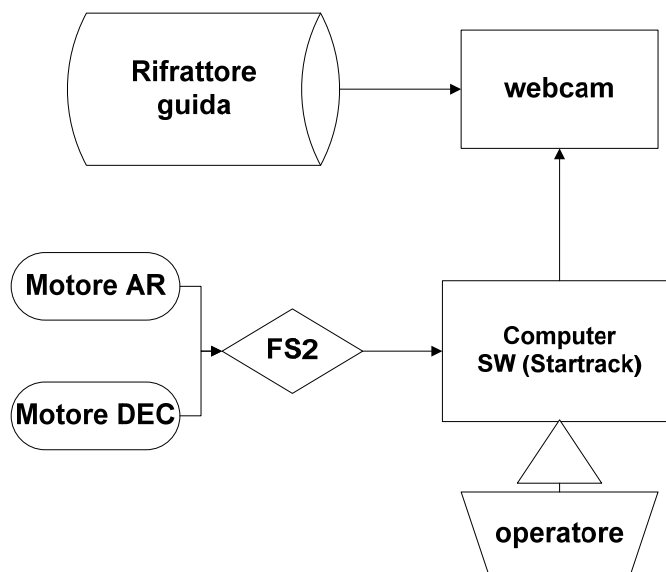 Rifrattore
guida
webcam
Motore AR
FS2
Computer
SW (Startrack)
Motore DEC
operatore